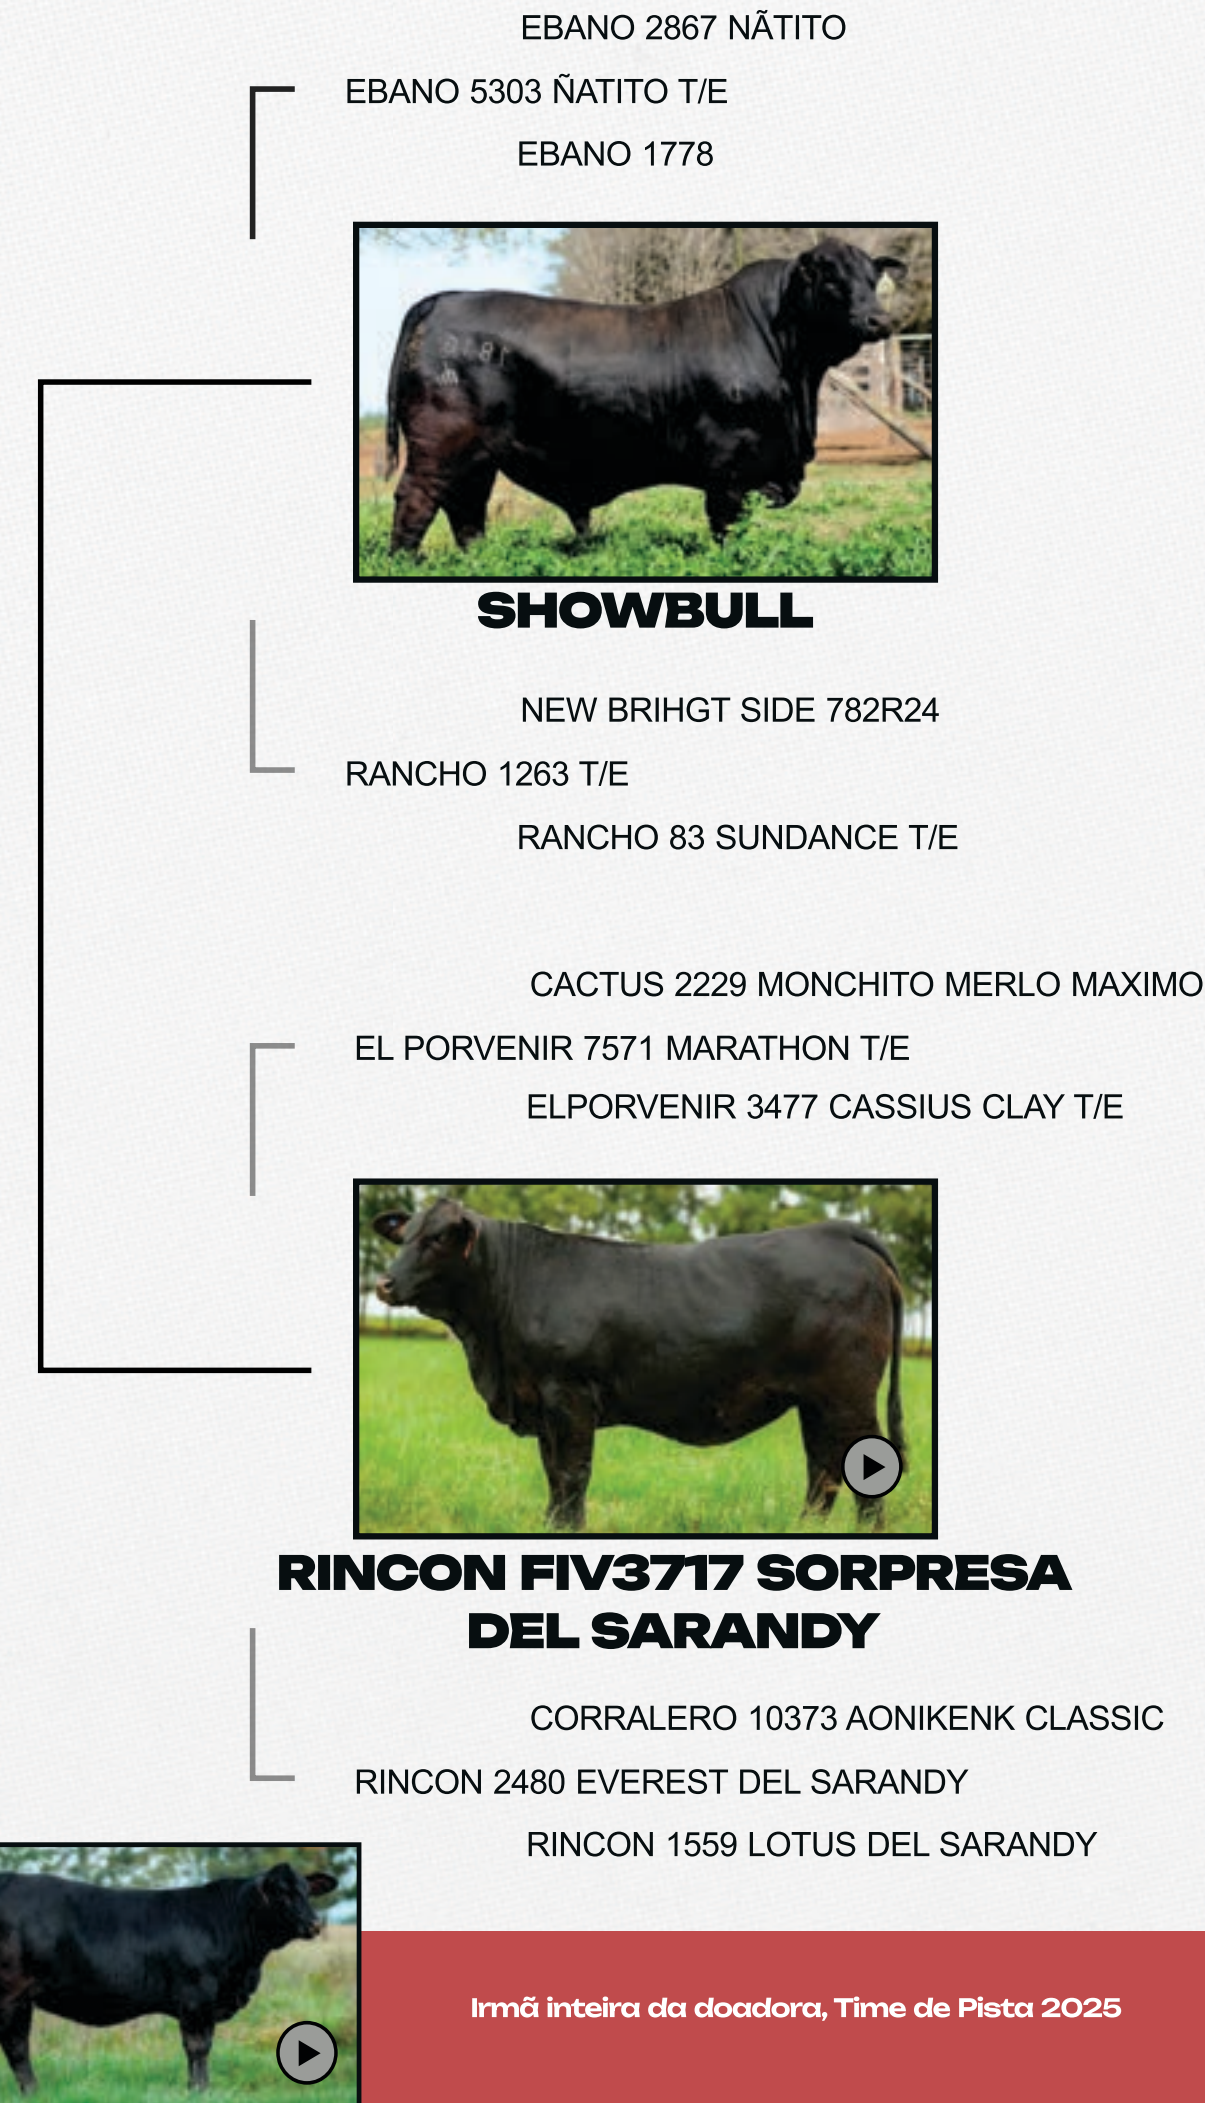 EBANO 2867 NÃTITO
EBANO 5303 ÑATITO T/E
EBANO 1778
SHOWBULL
NEW BRIHGT SIDE 782R24
RANCHO 1263 T/E
RANCHO 83 SUNDANCE T/E
CACTUS 2229 MONCHITO MERLO MAXIMO
EL PORVENIR 7571 MARATHON T/E
ELPORVENIR 3477 CASSIUS CLAY T/E
RINCON FIV3717 SORPRESA
DEL SARANDY
CORRALERO 10373 AONIKENK CLASSIC
RINCON 2480 EVEREST DEL SARANDY
RINCON 1559 LOTUS DEL SARANDY
Irmã inteira da doadora, Time de Pista 2025